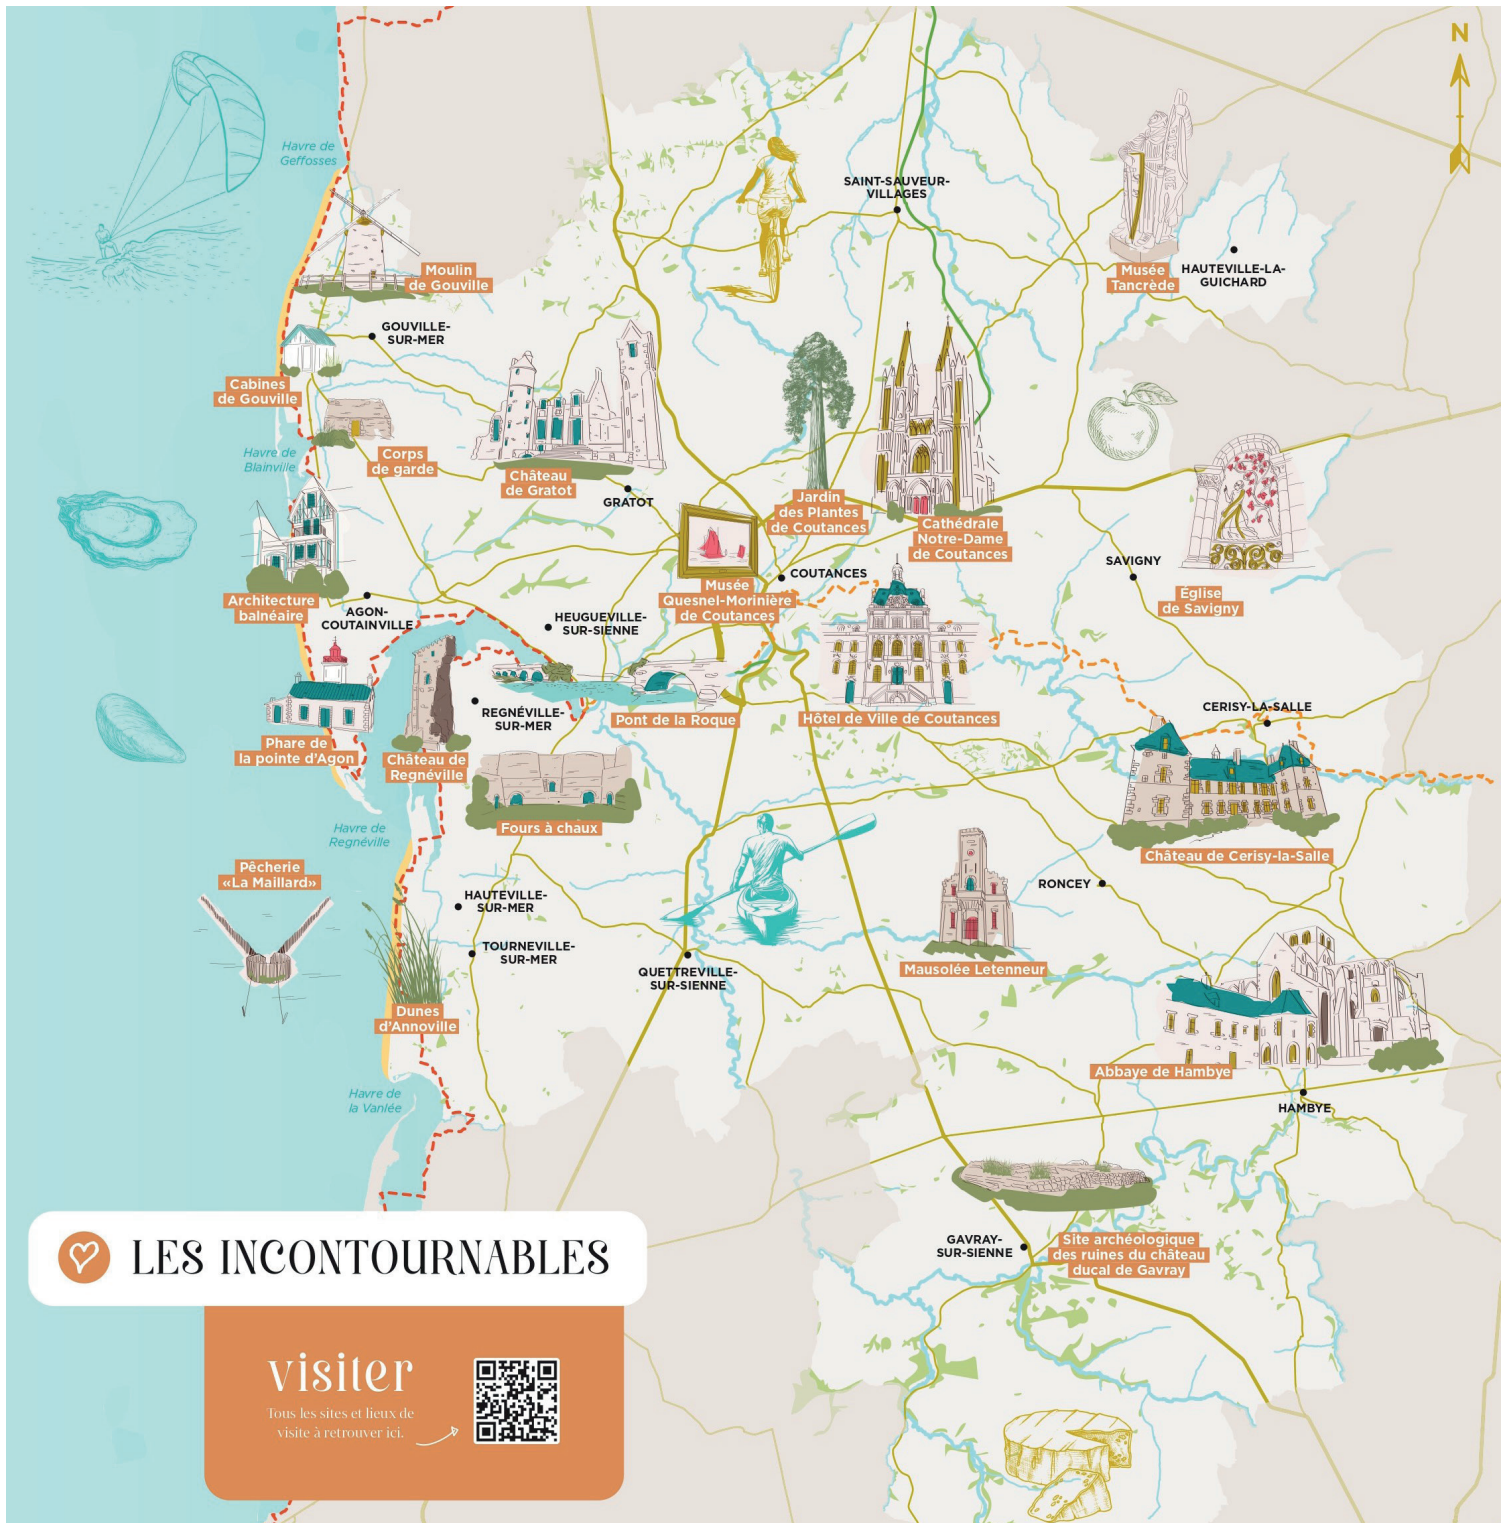 N
Havre de
Geffosses
SAINT-SAUVEUR-
VILLAGES
Moulin
de Gouville
Musée
Tancrède
HAUTEVILLE-LA-
GUICHARD
GOUVILLE-
SUR-MER
Cabines
de Gouville
Havre de
Blainville
Corps
de garde
Château
de Gratot
GRATOT
Jardin
des Plantes
de Coutances
Cathédrale
Notre-Dame
de Coutances
SAVIGNY
Église
de Savigny
COUTANCES
Musée
Quesnel-Morinière
de Coutances
Architecture
balnéaire
AGON-
COUTAINVILLE
HEUGUEVILLE-
SUR-SIENNE
REGNÉVILLE-
SUR-MER
Pont de la Roque
Hôtel de Ville de Coutances
CERISY-LA-SALLE
Phare de
la pointe d'Agon
Château de
Regnéville
Fours à chaux
Havre de
Regnéville
Château de Cerisy-la-Salle
Pêcherie
«La Maillard»
RONCEY
HAUTEVILLE-
SUR-MER
TOURNEVILLE-
SUR-MER
QUETTREVILLE-
SUR-SIENNE
Mausolée Letenneur
Dunes
d'Annoville
Abbaye de Hambye
Havre de
la Vanlée
HAMBYE
GAVRAY-
SUR-SIENNE
Site archéologique
des ruines du château
ducal de Gavray
LES INCONTOURNABLES
visiter
Tous les sites et lieux de
visite à retrouver ici.